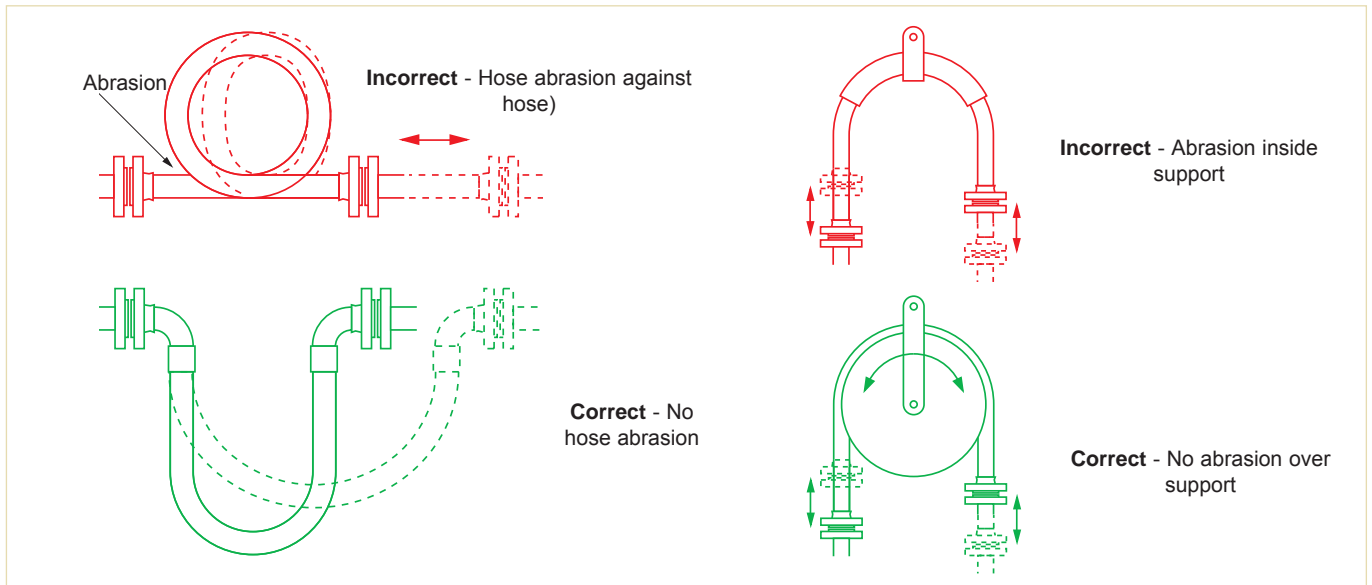 Abrasion
Incorrect - Hose abrasion against
hose)
Incorrect - Abrasion inside
support
Correct - No
hose abrasion
Correct - No abrasion over
support